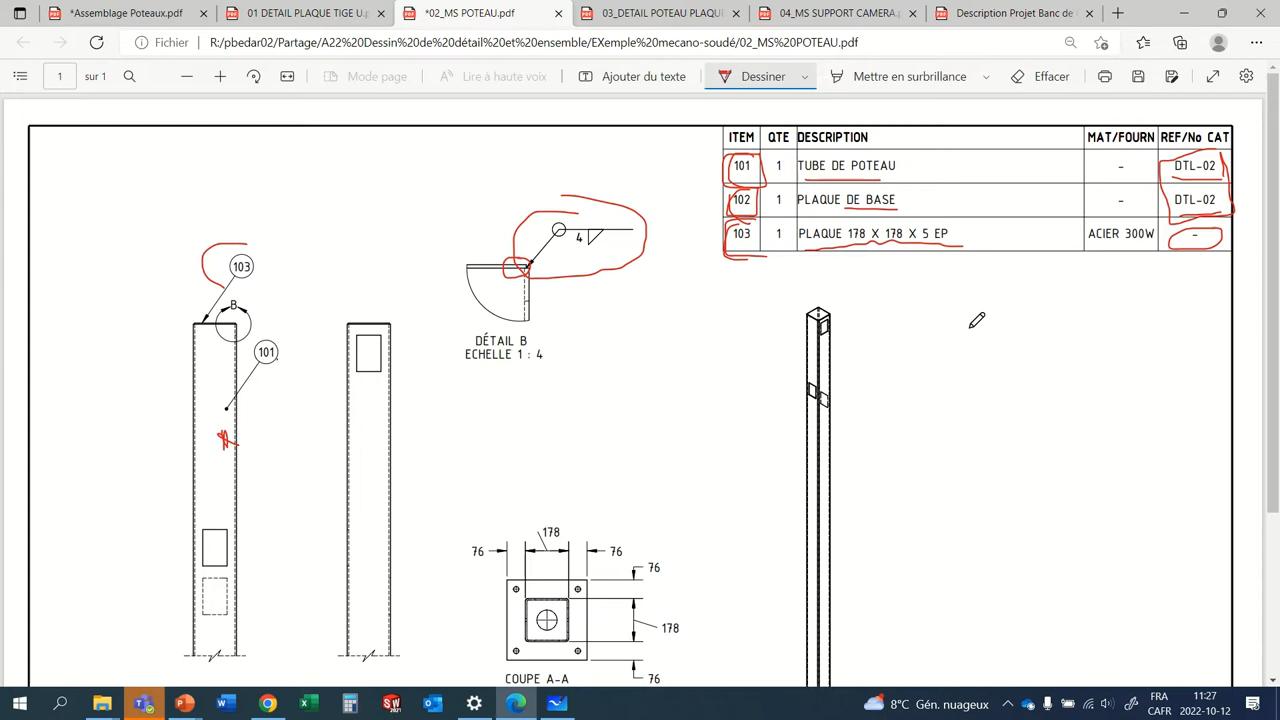 *Assemblage Poteaux.pdf
01 DETAIL PLAQUE TIGE U.pdf
*02_MS POTEAU.pdf
03_DETAIL POTEAU PLAQUE
04_MS SUPPORT CAMERA.pdf
Description Projet Banc de
Fichier
R:/pbedar02/Partage/A22%20Dessin%20de%20détail%20et%20ensemble/EXemple%20mecano-soudé/02_MS%20POTEAU.pdf
1
sur 1
Mode page
Lire à haute voix
Ajouter du texte
Dessiner
Mettre en surbrillance
Effacer
ITEM QTE DESCRIPTION MAT/FOURN REF/No CAT
101 1 TUBE DE POTEAU - DTL-02
102 1 PLAQUE DE BASE - DTL-02
103 1 PLAQUE 178 X 178 X 5 EP ACIER 300W -
4
103
B
101
DÉTAIL B
ECHELLE 1 : 4
178
76
76
76
178
76
COUPE A-A
8°C Gén. nuageux
FRA
CAFR
11:27
2022-10-12